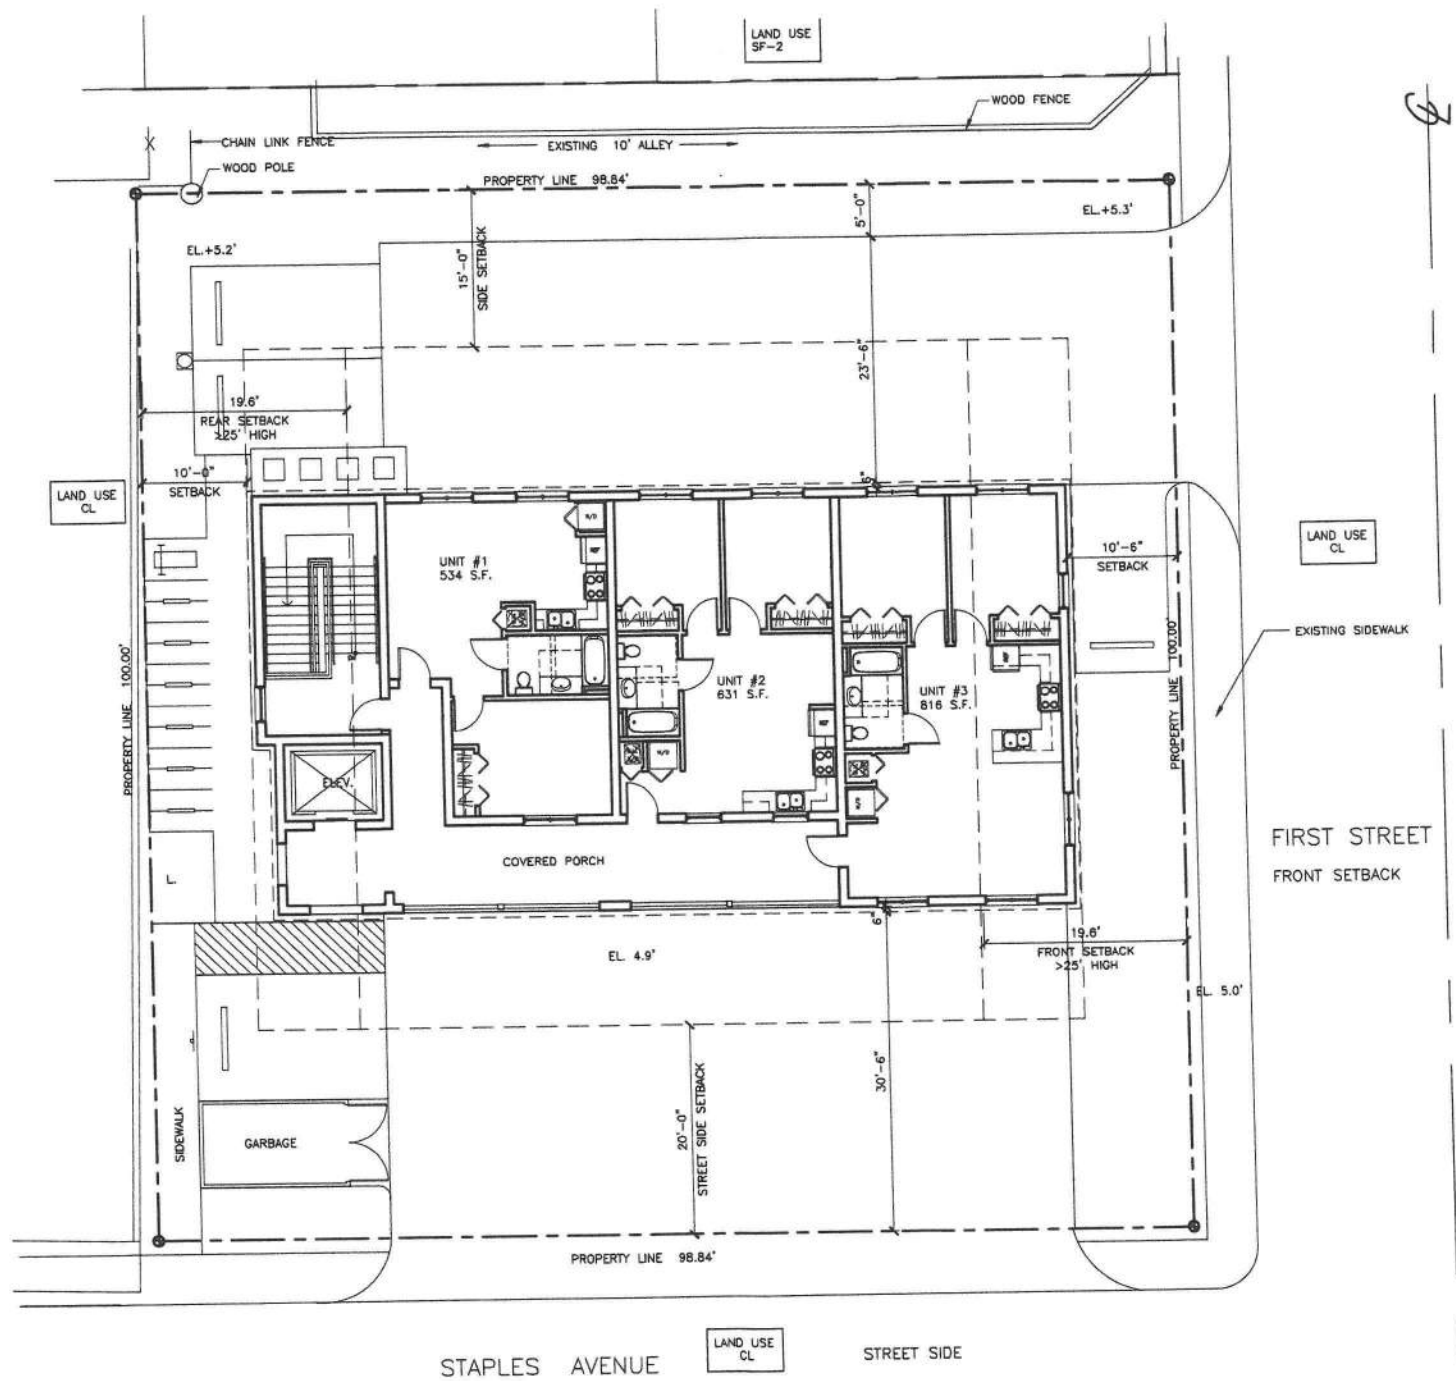 LAND USE
SF-2
WOOD FENCE
CHAIN LINK FENCE
EXISTING 10' ALLEY
WOOD POLE
PROPERTY LINE 98.84'
EL.+5.3'
5'-0"
EL.+5.2'
15'-0"
SIDE SETBACK
23'-6"
19.6'
REAR SETBACK
>25' HIGH
10'-0"
SETBACK
6"
LAND USE
CL
W/D
REF
UNIT #1
534 S.F.
10'-6"
SETBACK
LAND USE
CL
EXISTING SIDEWALK
PROPERTY LINE 100.00'
PROPERTY LINE 100.00'
UNIT #2
631 S.F.
UNIT #3
816 S.F.
REF
REF
W/D
W/D
ELEV.
COVERED PORCH
FIRST STREET
FRONT SETBACK
L
6"
19.6'
FRONT SETBACK
>25' HIGH
EL. 4.9'
EL. 5.0'
30'-6"
20'-0"
STREET SIDE SETBACK
SIDEWALK
GARBAGE
PROPERTY LINE 98.84'
STAPLES AVENUE
LAND USE
CL
STREET SIDE